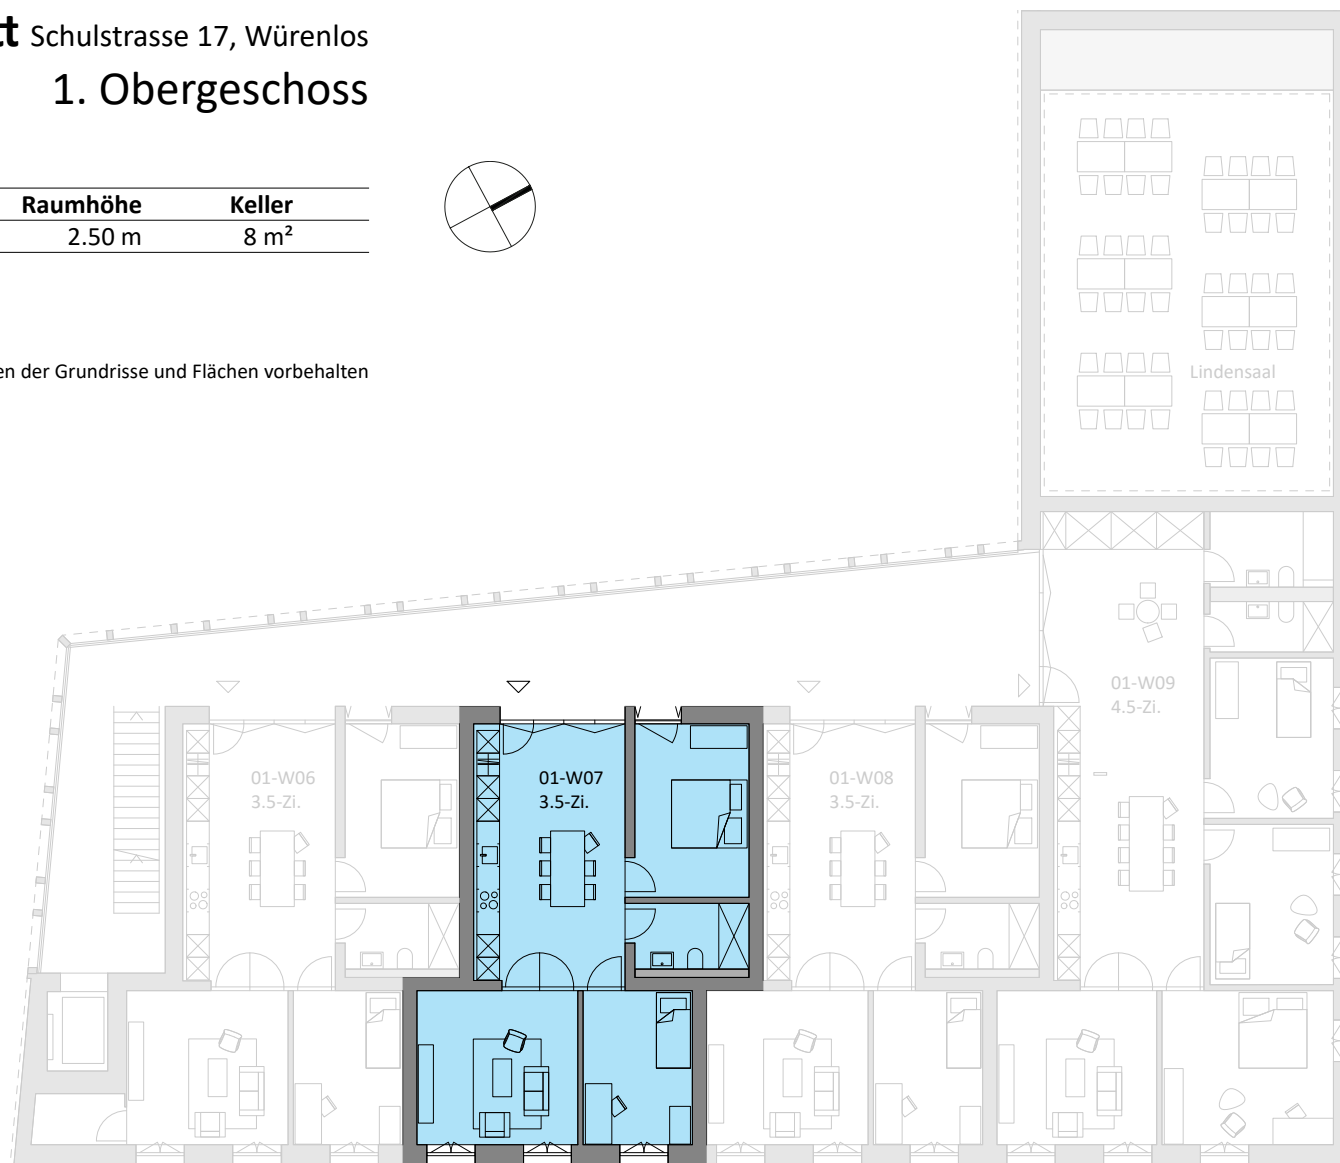 Schulstrasse 17, Würenlos
1. Obergeschoss
Raumhöhe Keller
2.50 m 8 m²
der Grundrisse und Flächen vorbehalten
Lindensaal
01-W09
4.5-Zi.
01-W06
3.5-Zi.
01-W07
3.5-Zi.
01-W08
3.5-Zi.